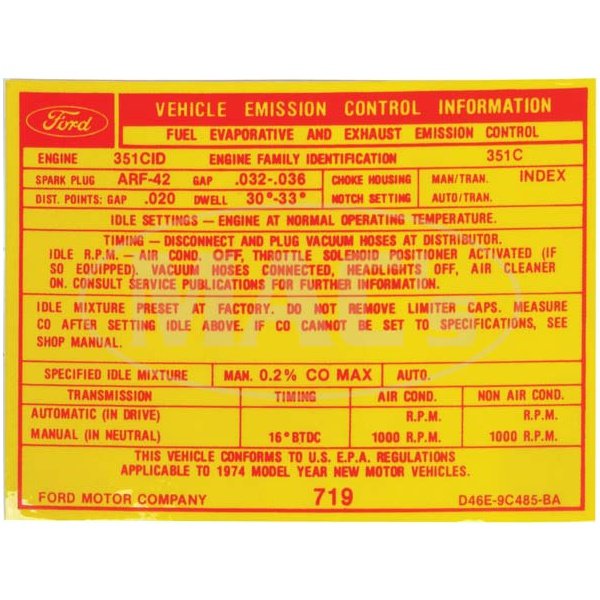 Ford
VEHICLE EMISSION CONTROL INFORMATION
FUEL EVAPORATIVE AND EXHAUST EMISSION CONTROL
ENGINE 351CID ENGINE FAMILY IDENTIFICATION 351C
SPARK PLUG ARF-42 GAP .032-.036 CHOKE HOUSING MAN/TRAN. INDEX
DIST. POINTS: GAP .020 DWELL 30°-33° NOTCH SETTING AUTO/TRAN.
IDLE SETTINGS - ENGINE AT NORMAL OPERATING TEMPERATURE.
TIMING - DISCONNECT AND PLUG VACUUM HOSES AT DISTRIBUTOR.
IDLE R.P.M. - AIR COND. OFF, THROTTLE SOLENOID POSITIONER ACTIVATED (IF
SO EQUIPPED). VACUUM HOSES CONNECTED, HEADLIGHTS OFF, AIR CLEANER
ON. CONSULT SERVICE PUBLICATIONS FOR FURTHER INFORMATION.
IDLE MIXTURE PRESET AT FACTORY. DO NOT REMOVE LIMITER CAPS. MEASURE
CO AFTER SETTING IDLE ABOVE. IF CO CANNOT BE SET TO SPECIFICATIONS, SEE
SHOP MANUAL.
SPECIFIED IDLE MIXTURE MAN. 0.2% CO MAX AUTO.
TRANSMISSION TIMING AIR COND. NON AIR COND.
AUTOMATIC (IN DRIVE) R.P.M. R.P.M.
MANUAL (IN NEUTRAL) 16° BTDC 1000 R.P.M. 1000 R.P.M.
THIS VEHICLE CONFORMS TO U.S. E.P.A. REGULATIONS
APPLICABLE TO 1974 MODEL YEAR NEW MOTOR VEHICLES.
FORD MOTOR COMPANY 719 D46E-9C485-BA
MAC'S